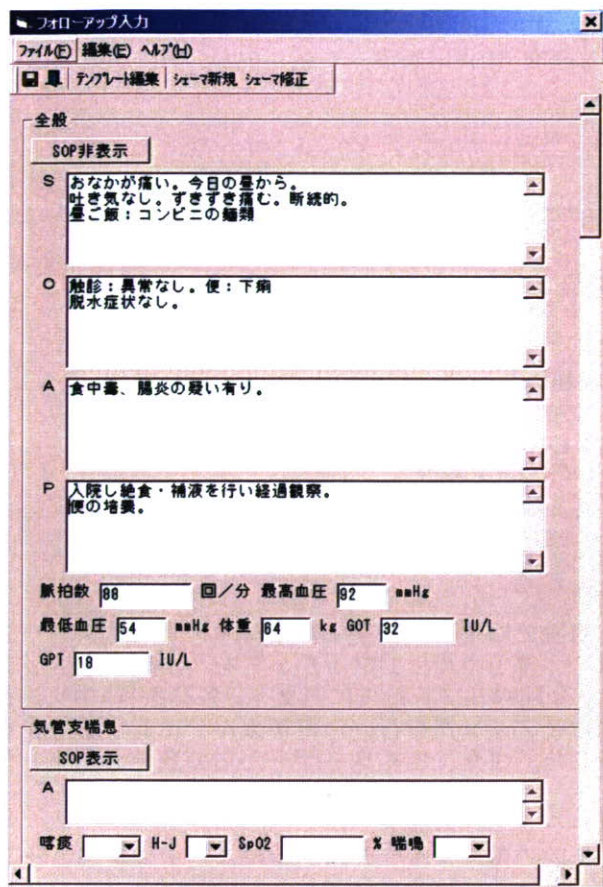 フォローアップ入力
ファイル(F) 編集(E) ヘルプ(H)
テンプレート編集 シェーマ新規 シェーマ修正
全般
SOP非表示
S
おなかが痛い。今日の昼から。
吐き気なし。ずきずき痛む。断続的。
昼ご飯：コンビニの麺類
O
触診：異常なし。便：下痢
脱水症状なし。
A
食中毒、腸炎の疑い有り。
P
入院し絶食・補液を行い経過観察。
便の培養。
脈拍数 88 回／分 最高血圧 92 mmHg
最低血圧 54 mmHg 体重 64 kg GOT 32 IU/L
GPT 18 IU/L
気管支喘息
SOP表示
A
喀痰 H-J SpO2 % 喘鳴